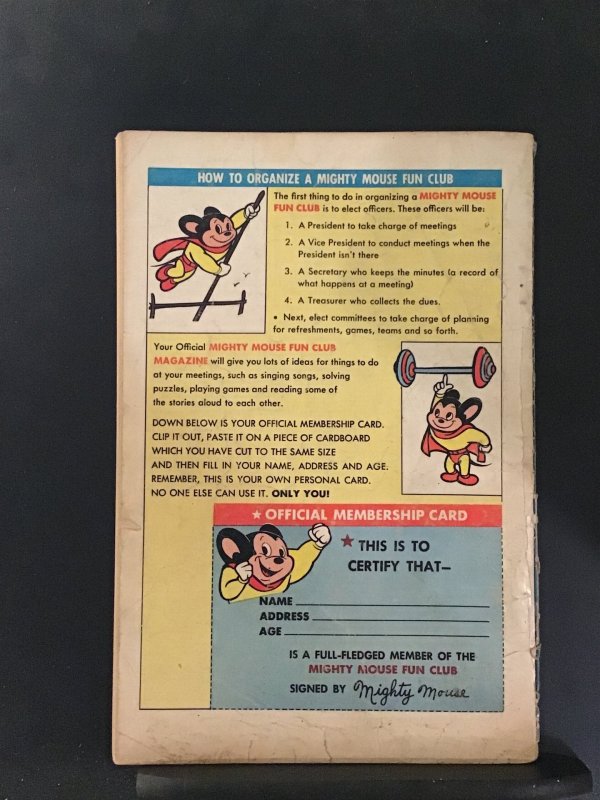 HOW TO ORGANIZE A MIGHTY MOUSE FUN CLUB
The first thing to do in organizing a MIGHTY MOUSE
FUN CLUB is to elect officers. These officers will be:
1. A President to take charge of meetings
2. A Vice President to conduct meetings when the
President isn't there
3. A Secretary who keeps the minutes (a record of
what happens at a meeting)
4. A Treasurer who collects the dues.
• Next, elect committees to take charge of planning
for refreshments, games, teams and so forth.
Your Official MIGHTY MOUSE FUN CLUB
MAGAZINE will give you lots of ideas for things to do
at your meetings, such as singing songs, solving
puzzles, playing games and reading some of
the stories aloud to each other.
DOWN BELOW IS YOUR OFFICIAL MEMBERSHIP CARD.
CLIP IT OUT, PASTE IT ON A PIECE OF CARDBOARD
WHICH YOU HAVE CUT TO THE SAME SIZE
AND THEN FILL IN YOUR NAME, ADDRESS AND AGE.
REMEMBER, THIS IS YOUR OWN PERSONAL CARD.
NO ONE ELSE CAN USE IT. ONLY YOU!
★ OFFICIAL MEMBERSHIP CARD
★ THIS IS TO
CERTIFY THAT—
NAME
ADDRESS
AGE
IS A FULL-FLEDGED MEMBER OF THE
MIGHTY MOUSE FUN CLUB
SIGNED BY Mighty Mouse